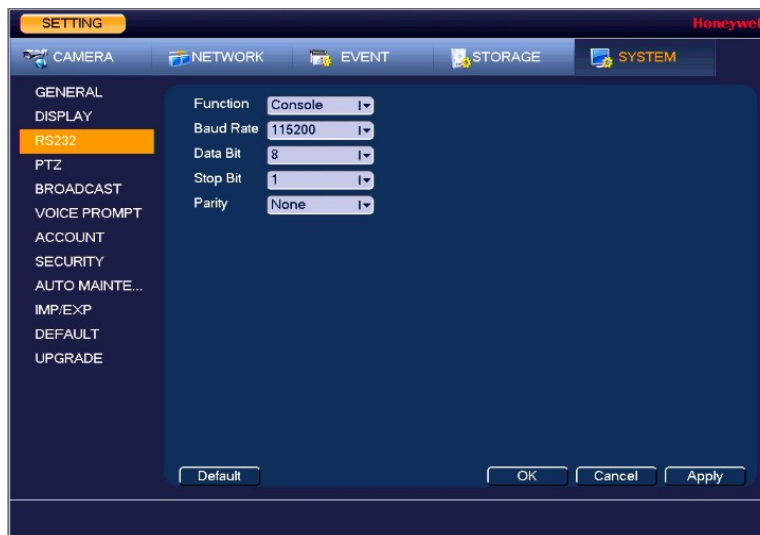 SETTING
Honeywel
CAMERA NETWORK EVENT STORAGE SYSTEM
GENERAL
DISPLAY
RS232
PTZ
BROADCAST
VOICE PROMPT
ACCOUNT
SECURITY
AUTO MAINTE...
IMP/EXP
DEFAULT
UPGRADE
Function Console
Baud Rate 115200
Data Bit 8
Stop Bit 1
Parity None
Default OK Cancel Apply